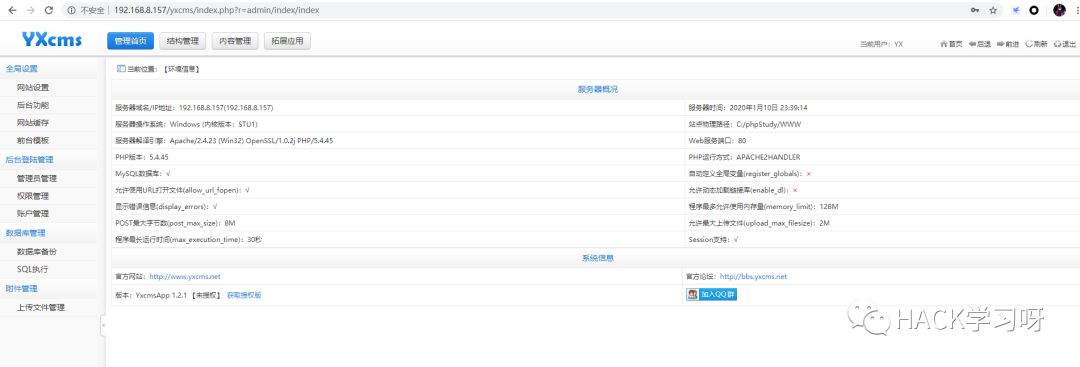 不安全 | 192.168.8.157/yxcms/index.php?r=admin/index/index
YXcms
管理首页 结构管理 内容管理 拓展应用
当前用户：YX 首页 后退 前进 刷新 退出
全局设置
网站设置
后台功能
网站缓存
前台模板
后台登陆管理
管理员管理
权限管理
账户管理
数据库管理
数据库备份
SQL执行
附件管理
上传文件管理
当前位置：【环境信息】
服务器概况
服务器域名/IP地址：192.168.8.157(192.168.8.157) 服务器时间：2020年1月10日 23:39:14
服务器操作系统：Windows (内核版本：STU1) 站点物理路径：C:/phpStudy/WWW
服务器解译引擎：Apache/2.4.23 (Win32) OpenSSL/1.0.2j PHP/5.4.45 Web服务端口：80
PHP版本：5.4.45 PHP运行方式：APACHE2HANDLER
MySQL数据库：√ 自定义全局变量(register_globals)：×
允许使用URL打开文件(allow_url_fopen)：√ 允许动态加载链接库(enable_dl)：×
显示错误信息(display_errors)：√ 程序最多允许使用内存量(memory_limit)：128M
POST最大字节数(post_max_size)：8M 允许最大上传文件(upload_max_filesize)：2M
程序最长运行时间(max_execution_time)：30秒 Session支持：√
系统信息
官方网站：http://www.yxcms.net 官方论坛：http://bbs.yxcms.net
版本：YxcmsApp 1.2.1 【未授权】 获取授权版 加入QQ群
HACK学习呀